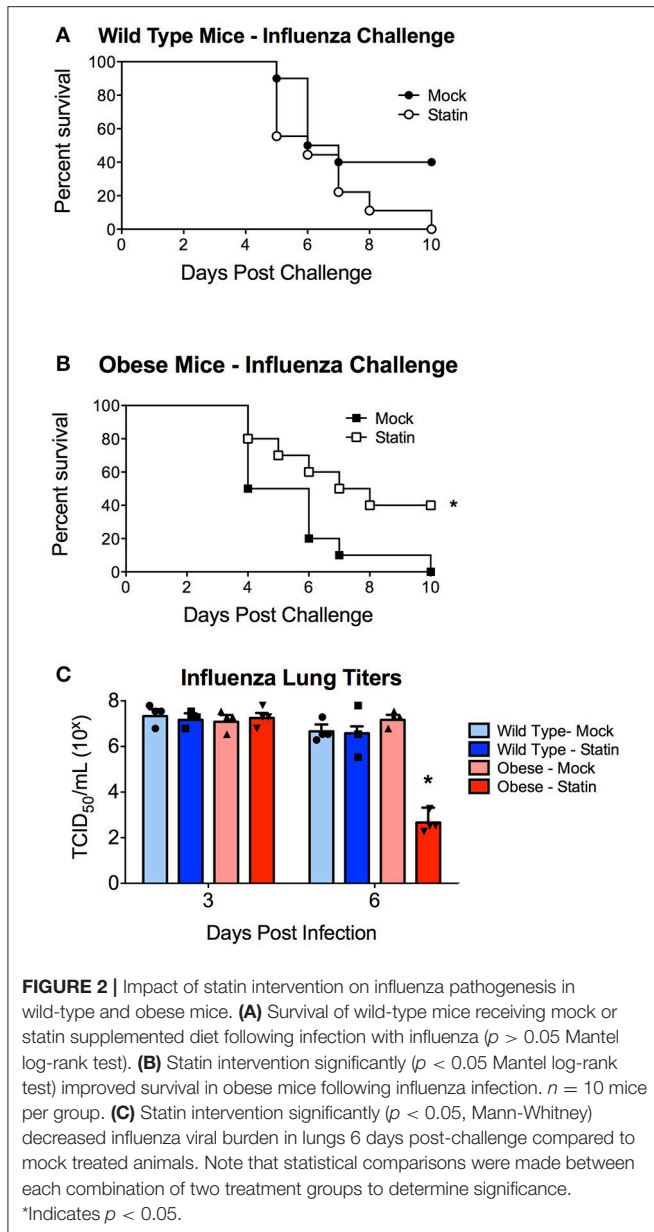 A Wild Type Mice - Influenza Challenge
Percent survival
100
80
60
40
20
0
0 2 4 6 8 10
Days Post Challenge
Mock
Statin
B Obese Mice - Influenza Challenge
Percent survival
100
80
60
40
20
0
0 2 4 6 8 10
Days Post Challenge
Mock
Statin
*
C Influenza Lung Titers
TCID50/mL (10ˣ)
8
6
4
2
0
3 6
Days Post Infection
*
Wild Type- Mock
Wild Type - Statin
Obese - Mock
Obese - Statin
FIGURE 2 | Impact of statin intervention on influenza pathogenesis in
wild-type and obese mice. (A) Survival of wild-type mice receiving mock or
statin supplemented diet following infection with influenza (p > 0.05 Mantel
log-rank test). (B) Statin intervention significantly (p < 0.05 Mantel log-rank
test) improved survival in obese mice following influenza infection. n = 10 mice
per group. (C) Statin intervention significantly (p < 0.05, Mann-Whitney)
decreased influenza viral burden in lungs 6 days post-challenge compared to
mock treated animals. Note that statistical comparisons were made between
each combination of two treatment groups to determine significance.
*Indicates p < 0.05.